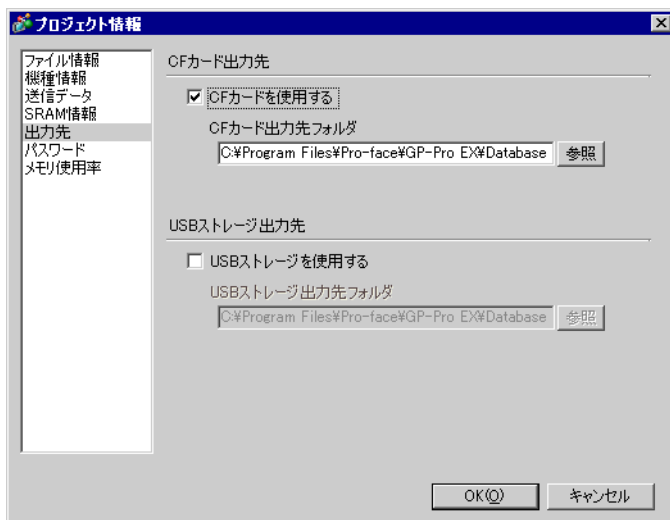 プロジェクト情報
ファイル情報
機種情報
送信データ
SRAM情報
出力先
パスワード
メモリ使用率
CFカード出力先
CFカードを使用する
CFカード出力先フォルダ
C:¥Program Files¥Pro-face¥GP-Pro EX¥Database
参照
USBストレージ出力先
USBストレージを使用する
USBストレージ出力先フォルダ
C:¥Program Files¥Pro-face¥GP-Pro EX¥Database
参照
OK(O)
キャンセル